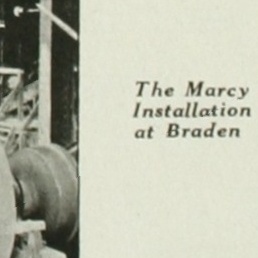 The Marcy
Installation
at Braden